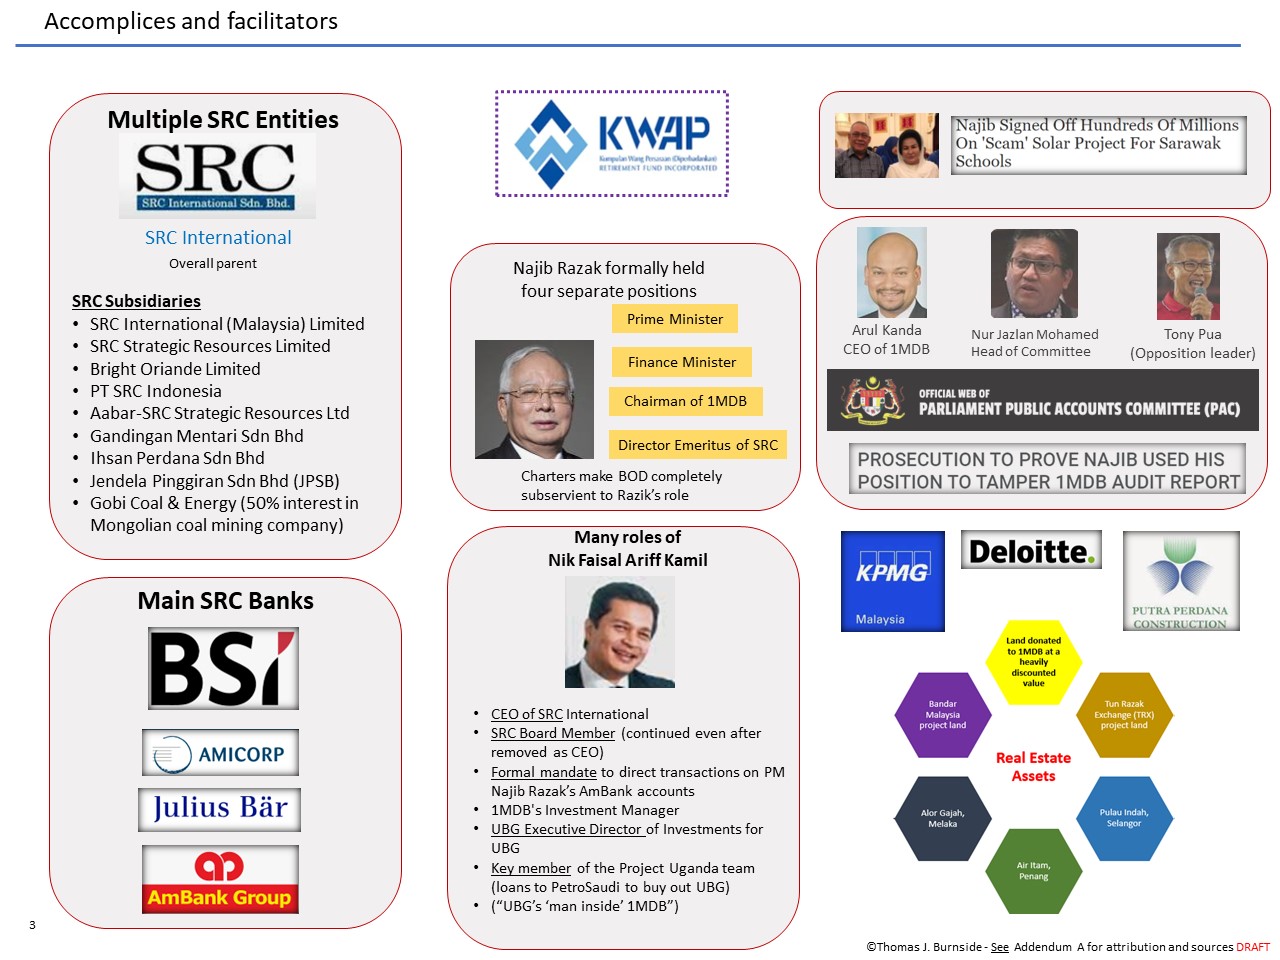 Accomplices and facilitators
Multiple SRC Entities
SRC
SRC International Sdn. Bhd.
SRC International
Overall parent
SRC Subsidiaries
• SRC International (Malaysia) Limited
• SRC Strategic Resources Limited
• Bright Oriande Limited
• PT SRC Indonesia
• Aabar-SRC Strategic Resources Ltd
• Gandingan Mentari Sdn Bhd
• Ihsan Perdana Sdn Bhd
• Jendela Pinggiran Sdn Bhd (JPSB)
• Gobi Coal & Energy (50% interest in
Mongolian coal mining company)
Main SRC Banks
BSi
AMICORP
Julius Bär
AmBank Group
KWAP
Kumpulan Wang Persaraan (Diperbadankan)
RETIREMENT FUND INCORPORATED
Najib Razak formally held
four separate positions
Prime Minister
Finance Minister
Chairman of 1MDB
Director Emeritus of SRC
Charters make BOD completely
subservient to Razik’s role
Many roles of
Nik Faisal Ariff Kamil
• CEO of SRC International
• SRC Board Member (continued even after
removed as CEO)
• Formal mandate to direct transactions on PM
Najib Razak’s AmBank accounts
• 1MDB's Investment Manager
• UBG Executive Director of Investments for
UBG
• Key member of the Project Uganda team
(loans to PetroSaudi to buy out UBG)
• (“UBG’s ‘man inside’ 1MDB”)
Najib Signed Off Hundreds Of Millions
On 'Scam' Solar Project For Sarawak
Schools
Arul Kanda
CEO of 1MDB
Nur Jazlan Mohamed
Head of Committee
Tony Pua
(Opposition leader)
OFFICIAL WEB OF
PARLIAMENT PUBLIC ACCOUNTS COMMITTEE (PAC)
PROSECUTION TO PROVE NAJIB USED HIS
POSITION TO TAMPER 1MDB AUDIT REPORT
KPMG
Malaysia
Deloitte.
PUTRA PERDANA
CONSTRUCTION
Land donated
to 1MDB at a
heavily
discounted
value
Bandar
Malaysia
project land
Tun Razak
Exchange (TRX)
project land
Real Estate
Assets
Alor Gajah,
Melaka
Pulau Indah,
Selangor
Air Itam,
Penang
3
©Thomas J. Burnside - See Addendum A for attribution and sources DRAFT